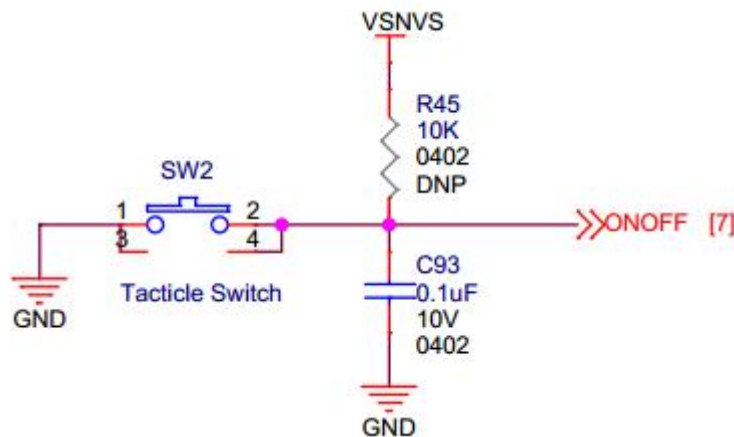 VSNVS
R45
10K
0402
DNP
SW2
1 2
3 4
ONOFF [7]
Tacticle Switch
C93
0.1uF
10V
0402
GND
GND